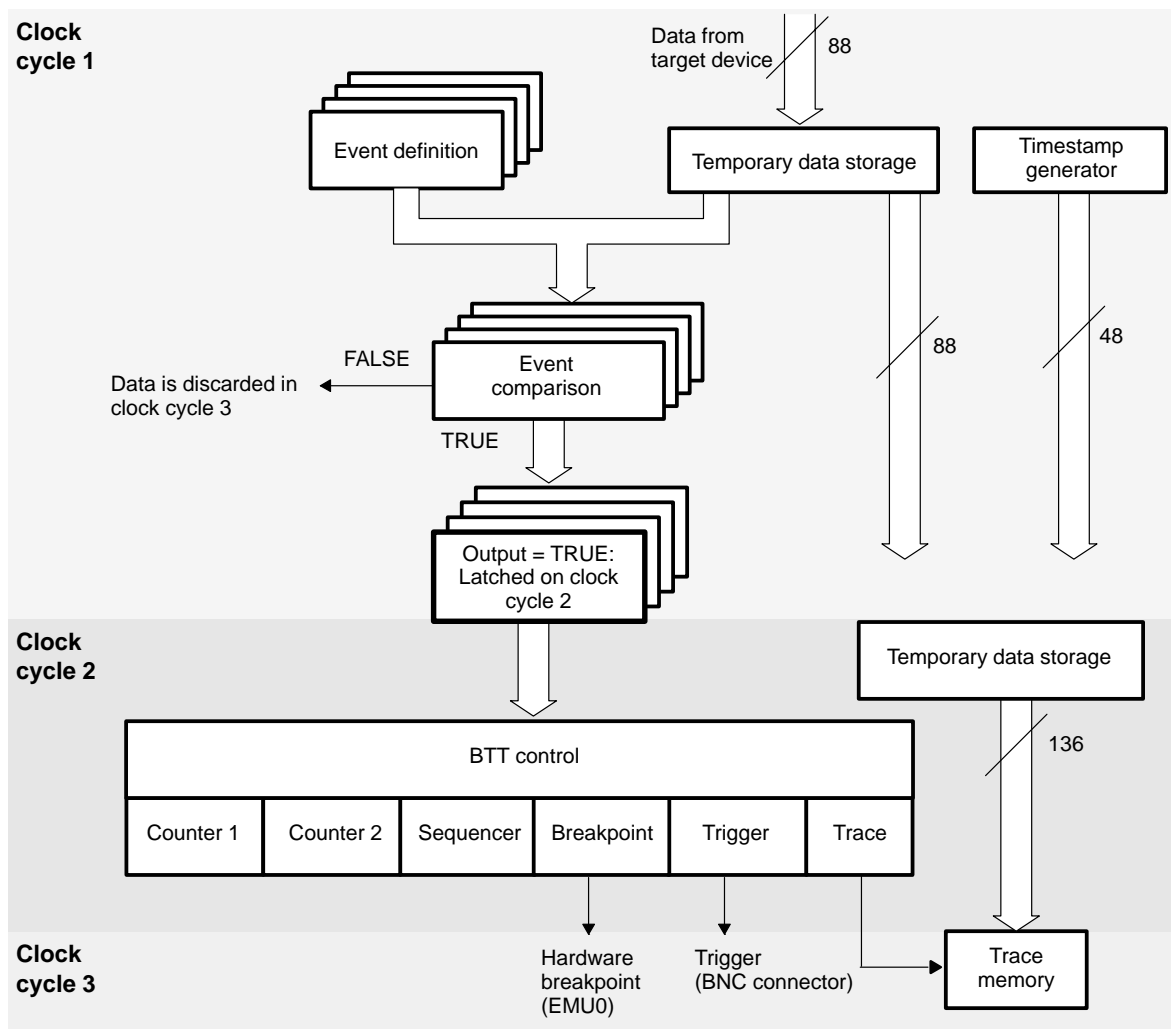 Clock
cycle 1
Data from
target device
88
Event definition
Temporary data storage
Timestamp
generator
88
48
FALSE
Event
comparison
Data is discarded in
clock cycle 3
TRUE
Output = TRUE:
Latched on clock
cycle 2
Clock
cycle 2
Temporary data storage
136
BTT control
Counter 1
Counter 2
Sequencer
Breakpoint
Trigger
Trace
Clock
cycle 3
Hardware
breakpoint
(EMU0)
Trigger
(BNC connector)
Trace
memory